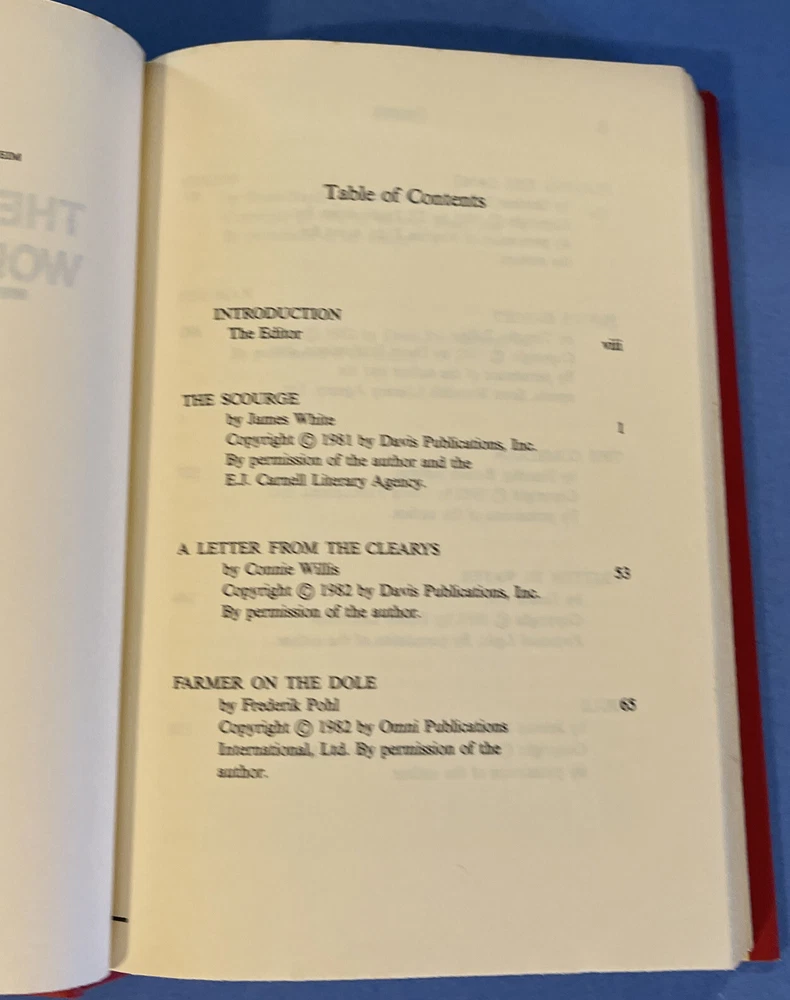 Table of Contents
INTRODUCTION
The Editor
viii
THE SCOURGE
by James White
1
Copyright © 1981 by Davis Publications, Inc.
By permission of the author and the
E.J. Carnell Literary Agency.
A LETTER FROM THE CLEARYS
by Connie Willis
53
Copyright © 1982 by Davis Publications, Inc.
By permission of the author.
FARMER ON THE DOLE
by Frederik Pohl
65
Copyright © 1982 by Omni Publications
International, Ltd. By permission of the
author.